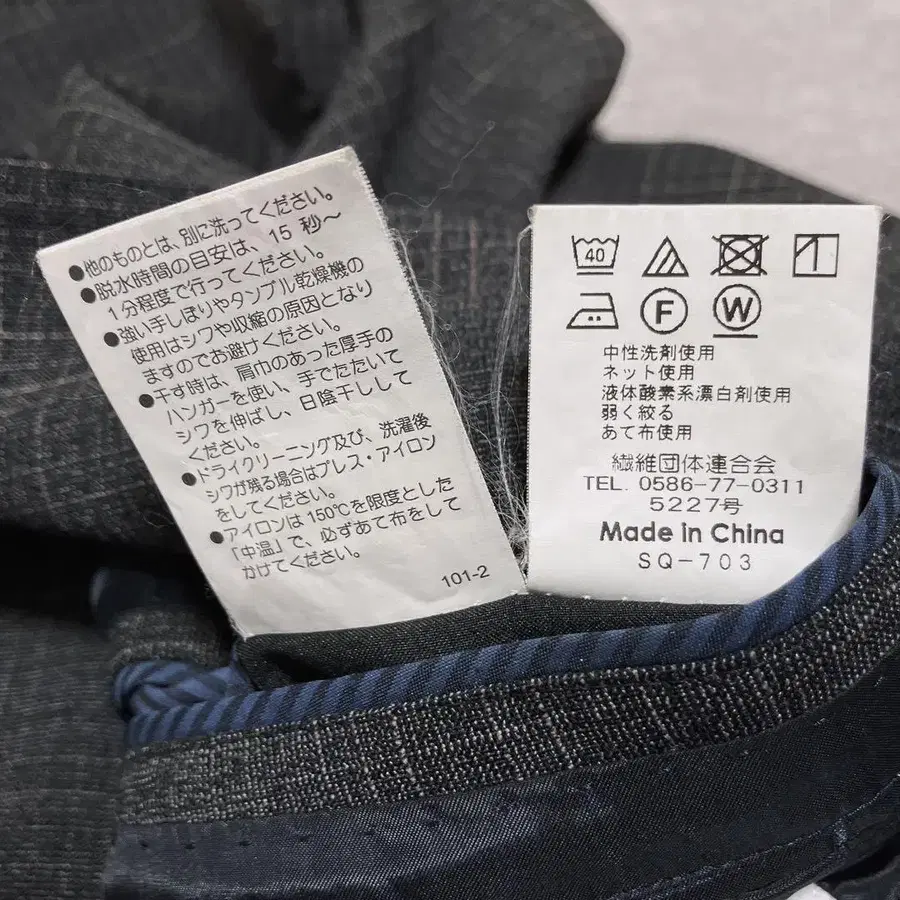 ●他のものとは、別に洗ってください。
●脱水時間の目安は、15秒〜
1分程度で行ってください。
●強い手しぼりやタンブル乾燥機の
使用はシワや収縮の原因となり
ますのでお避けください。
●干す時は、肩巾のあった厚手の
ハンガーを使い、手でたたいて
シワを伸ばし、日陰干しして
ください。
●ドライクリーニング及び、洗濯後
シワが残る場合はプレス・アイロン
をしてください。
●アイロンは150℃を限度とした
「中温」で、必ずあて布をして
かけてください。
101-2
40
F W
中性洗剤使用
ネット使用
液体酸素系漂白剤使用
弱く絞る
あて布使用
繊維団体連合会
TEL. 0586-77-0311
5227号
Made in China
SQ-703